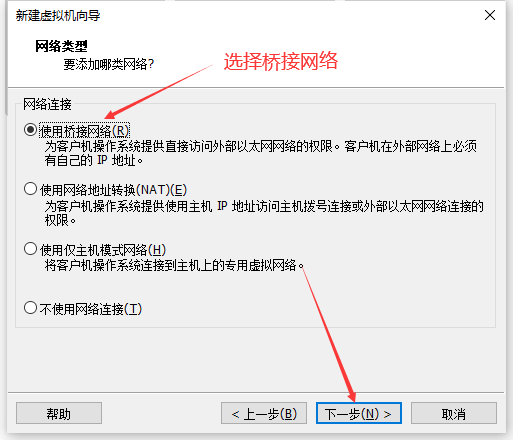 新建虚拟机向导
网络类型
要添加哪类网络?
选择桥接网络
网络连接
使用桥接网络(R)
为客户机操作系统提供直接访问外部以太网网络的权限。客户机在外部网络上必须
有自己的 IP 地址。
使用网络地址转换(NAT)(E)
为客户机操作系统提供使用主机 IP 地址访问主机拨号连接或外部以太网网络连接的
权限。
使用仅主机模式网络(H)
将客户机操作系统连接到主机上的专用虚拟网络。
不使用网络连接(T)
帮助
< 上一步(B)
下一步(N) >
取消